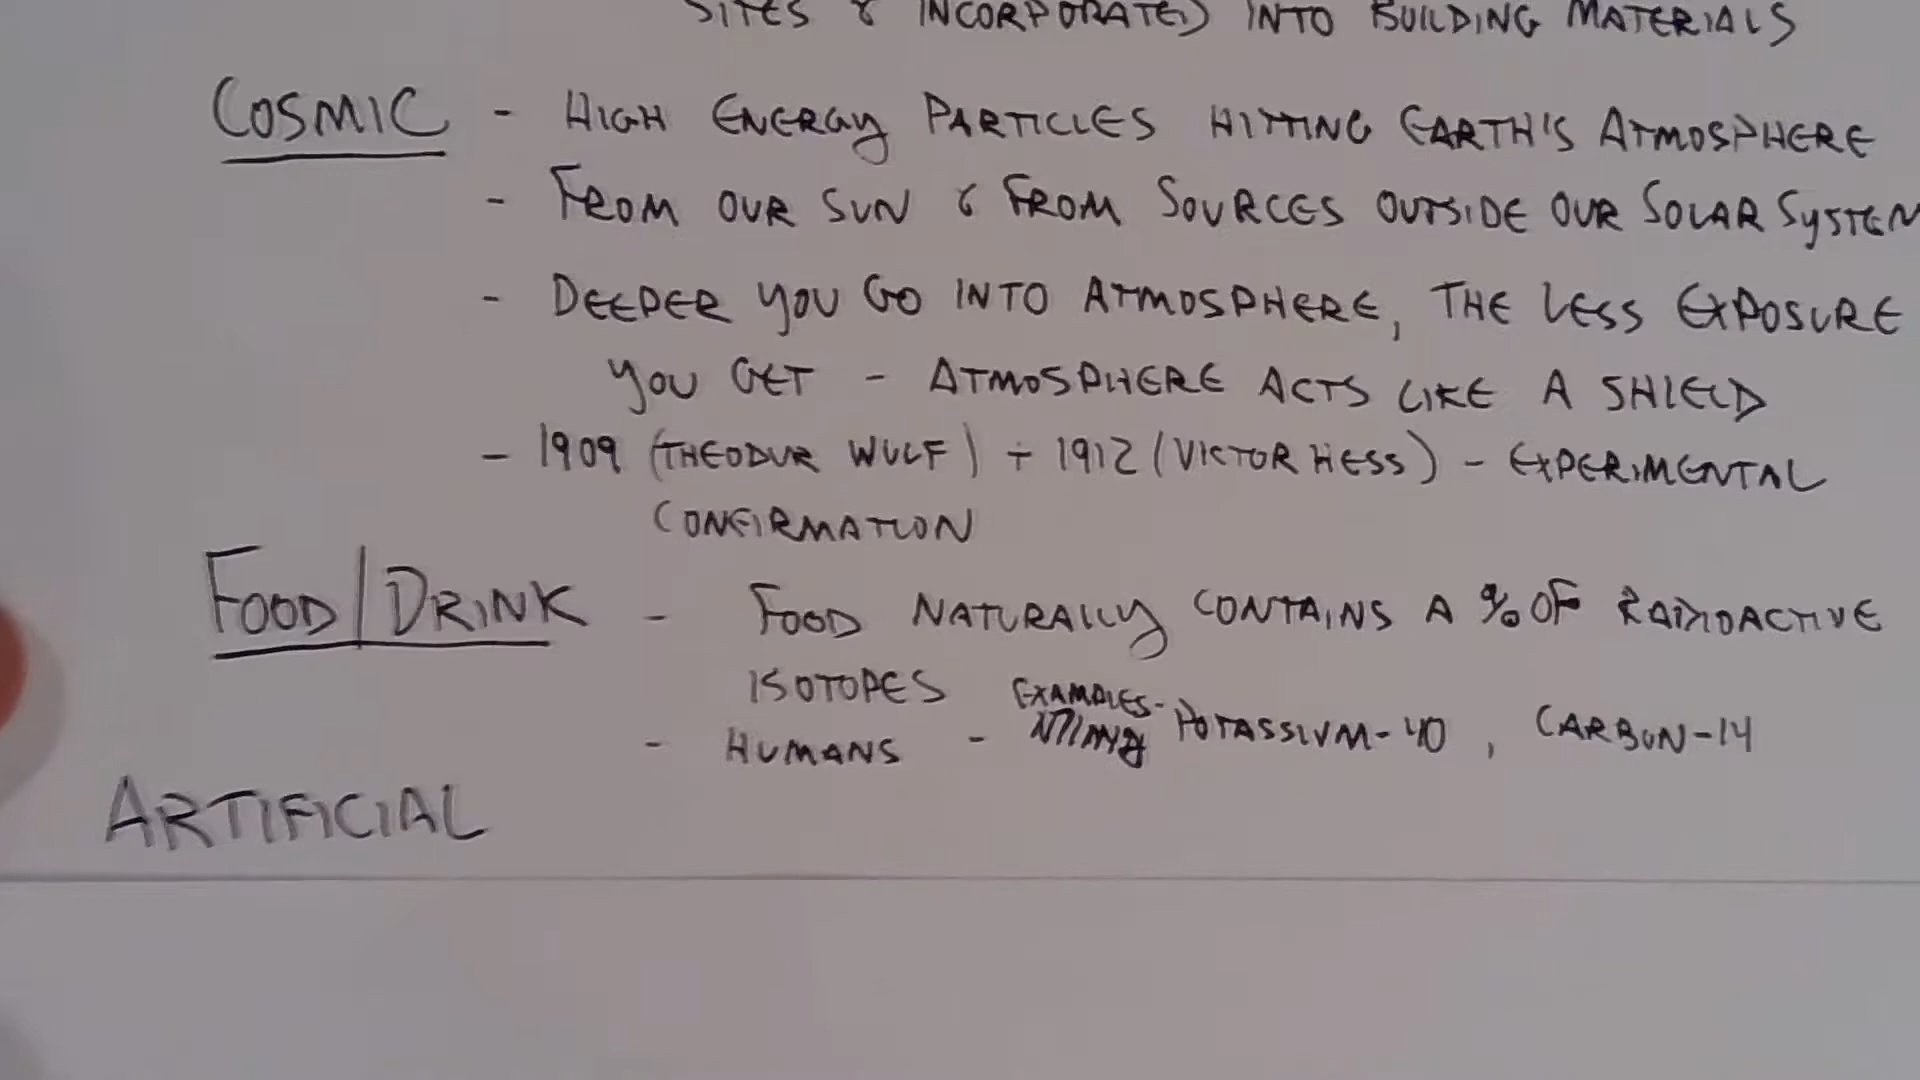 SITES & INCORPORATED INTO BUILDING MATERIALS
COSMIC - HIGH ENERGY PARTICLES HITTING EARTH'S ATMOSPHERE
- FROM OUR SUN & FROM SOURCES OUTSIDE OUR SOLAR SYSTEM
- DEEPER YOU GO INTO ATMOSPHERE, THE LESS EXPOSURE
YOU GET - ATMOSPHERE ACTS LIKE A SHIELD
- 1909 (THEODUR WULF) + 1912 (VICTOR HESS) - EXPERIMENTAL
CONFIRMATION
FOOD/DRINK - FOOD NATURALLY CONTAINS A % OF RADIOACTIVE
ISOTOPES
- HUMANS - EXAMPLES- POTASSIUM-40, CARBON-14
ARTIFICIAL